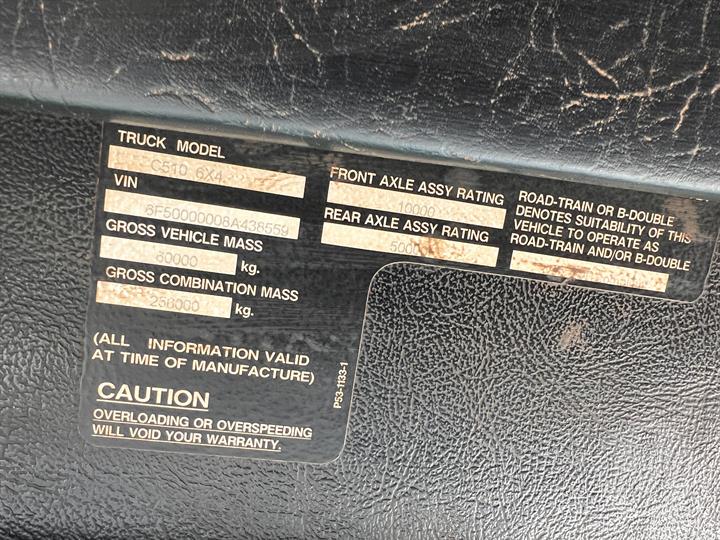 TRUCK MODEL
C510 6X4
VIN
6F50000008A438559
GROSS VEHICLE MASS
60000
kg.
GROSS COMBINATION MASS
256000
kg.
(ALL INFORMATION VALID
AT TIME OF MANUFACTURE)
CAUTION
OVERLOADING OR OVERSPEEDING
WILL VOID YOUR WARRANTY.
P53-1133-1
FRONT AXLE ASSY RATING
10000
REAR AXLE ASSY RATING
ROAD-TRAIN OR B-DOUBLE
DENOTES SUITABILITY OF THIS
VEHICLE TO OPERATE AS
ROAD-TRAIN AND/OR B-DOUBLE